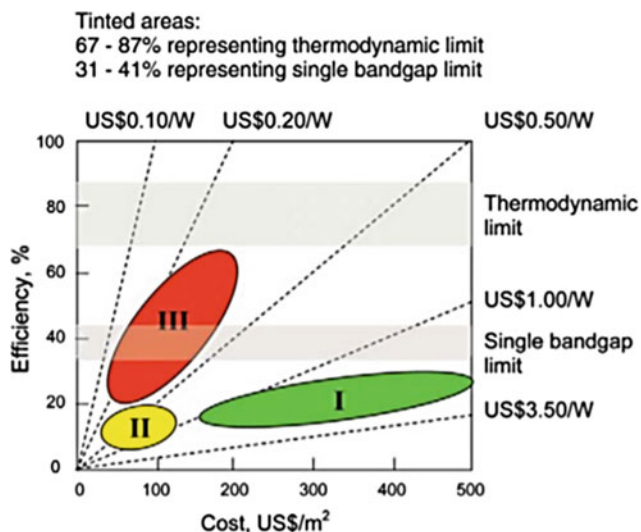 Tinted areas:
67 - 87% representing thermodynamic limit
31 - 41% representing single bandgap limit
US$0.10/W US$0.20/W US$0.50/W
100
80
60
40
20
0
Efficiency, %
Thermodynamic
limit
US$1.00/W
Single bandgap
limit
US$3.50/W
III
II
I
0 100 200 300 400 500
Cost, US$/m²